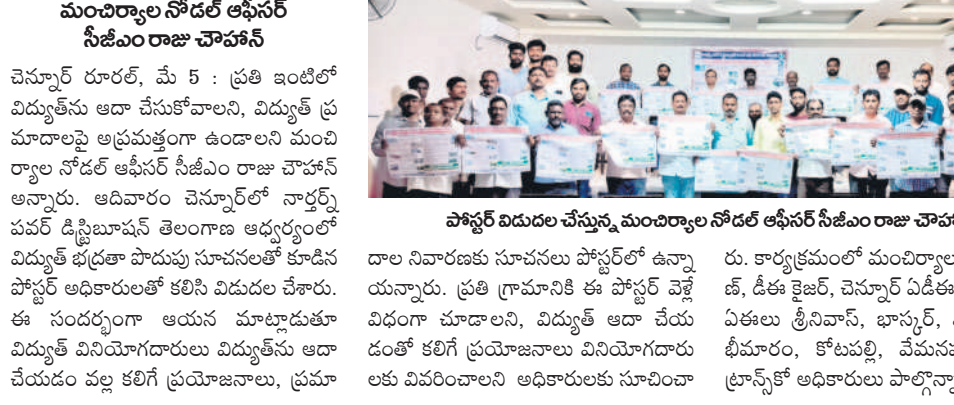 మంచిర్యాల నోడల్ ఆఫీసర్
సీజీఎం రాజు చౌహాన్
చెన్నూర్ రూరల్, మే 5 : ప్రతి ఇంటిలో
విద్యుత్‌ను ఆదా చేసుకోవాలని, విద్యుత్ ప్ర
మాదాలపై అప్రమత్తంగా ఉండాలని మంచి
ర్యాల నోడల్ ఆఫీసర్ సీజీఎం రాజు చౌహాన్
అన్నారు. ఆదివారం చెన్నూర్‌లో నార్తర్న్
పవర్ డిస్ట్రిబూషన్ తెలంగాణ ఆధ్వర్యంలో
విద్యుత్ భద్రతా పొదుపు సూచనలతో కూడిన
పోస్టర్ అధికారులతో కలిసి విడుదల చేశారు.
ఈ సందర్భంగా ఆయన మాట్లాడుతూ
విద్యుత్ వినియోగదారులు విద్యుత్‌ను ఆదా
చేయడం వల్ల కలిగే ప్రయోజనాలు, ప్రమా
పోస్టర్ విడుదల చేస్తున్న మంచిర్యాల నోడల్ ఆఫీసర్ సీజీఎం రాజు
దాల నివారణకు సూచనలు పోస్టర్‌లో ఉన్నా
యన్నారు. ప్రతి గ్రామానికి ఈ పోస్టర్ వెళ్లే
విధంగా చూడాలని, విద్యుత్ ఆదా చేయ
డంతో కలిగే ప్రయోజనాలు వినియోగదారు
లకు వివరించాలని అధికారులకు సూచించా
రు. కార్యక్రమంలో మంచిర్యాల
ణ్, డీఈ కైజర్, చెన్నూర్ ఏడీఈ
ఏఈలు శ్రీనివాస్, భాస్కర్,
భీమారం, కోటపల్లి,
ట్రాన్స్‌కో అధికారులు